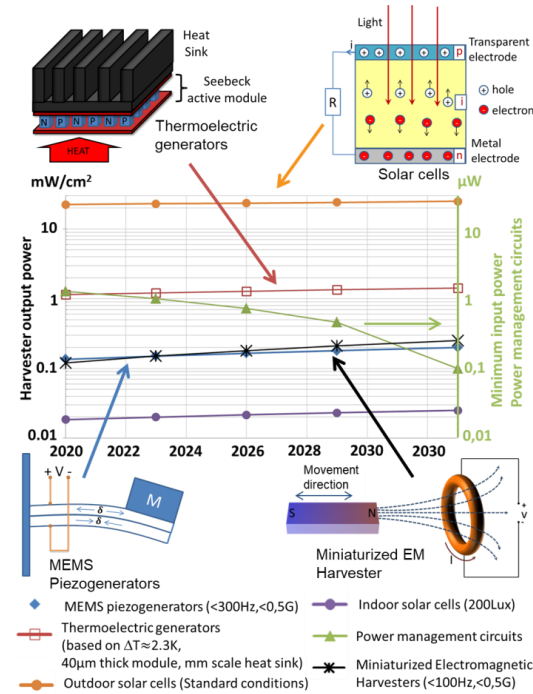 Heat
Sink
Seebeck
active module
N P N P N P N
HEAT
Thermoelectric
generators
Light
i
Transparent
electrode
p
R
hole
i
electron
Metal
electrode
n
Solar cells
mW/cm²
µW
Harvester output power
10
1
0.1
0.01
10
1
0,1
0,01
Minimum input power
Power management circuits
2020 2022 2024 2026 2028 2030 2030
+ V -
M
δ
δ
MEMS
Piezogenerators
Movement
direction
S N
Miniaturized EM
Harvester
+
V
-
I
MEMS piezogenerators (<300Hz,<0,5G)
Thermoelectric generators
(based on ΔT≈2.3K,
40µm thick module, mm scale heat sink)
Outdoor solar cells (Standard conditions)
Indoor solar cells (200Lux)
Power management circuits
Miniaturized Electromagnetic
Harvesters (<100Hz,<0,5G)